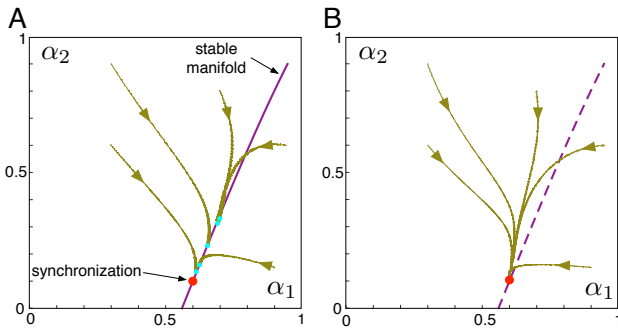 A
B
1
α₂
stable
manifold
0.5
synchronization
α₁
0
0
0.5
1
1
α₂
0.5
α₁
0
0
0.5
1